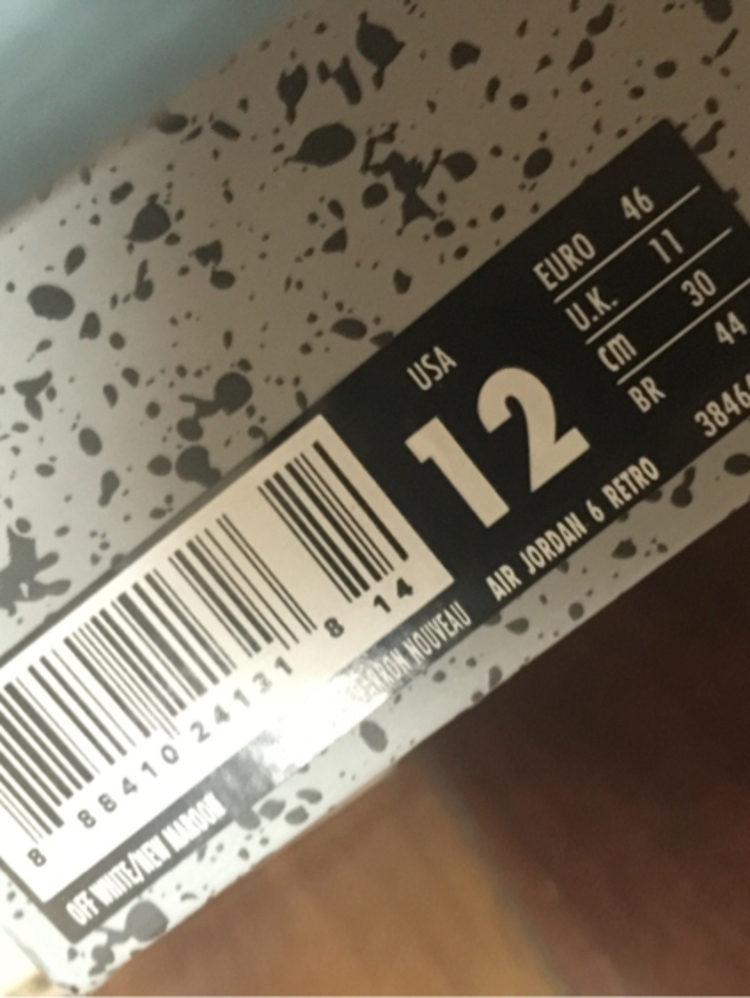 EURO 46
U.K. 11
cm 30
BR 44
USA
12
AIR JORDAN 6 RETRO 3846
8 88410 24131 8 14
OFF WHITE/NEW MAROON NOUVEAU